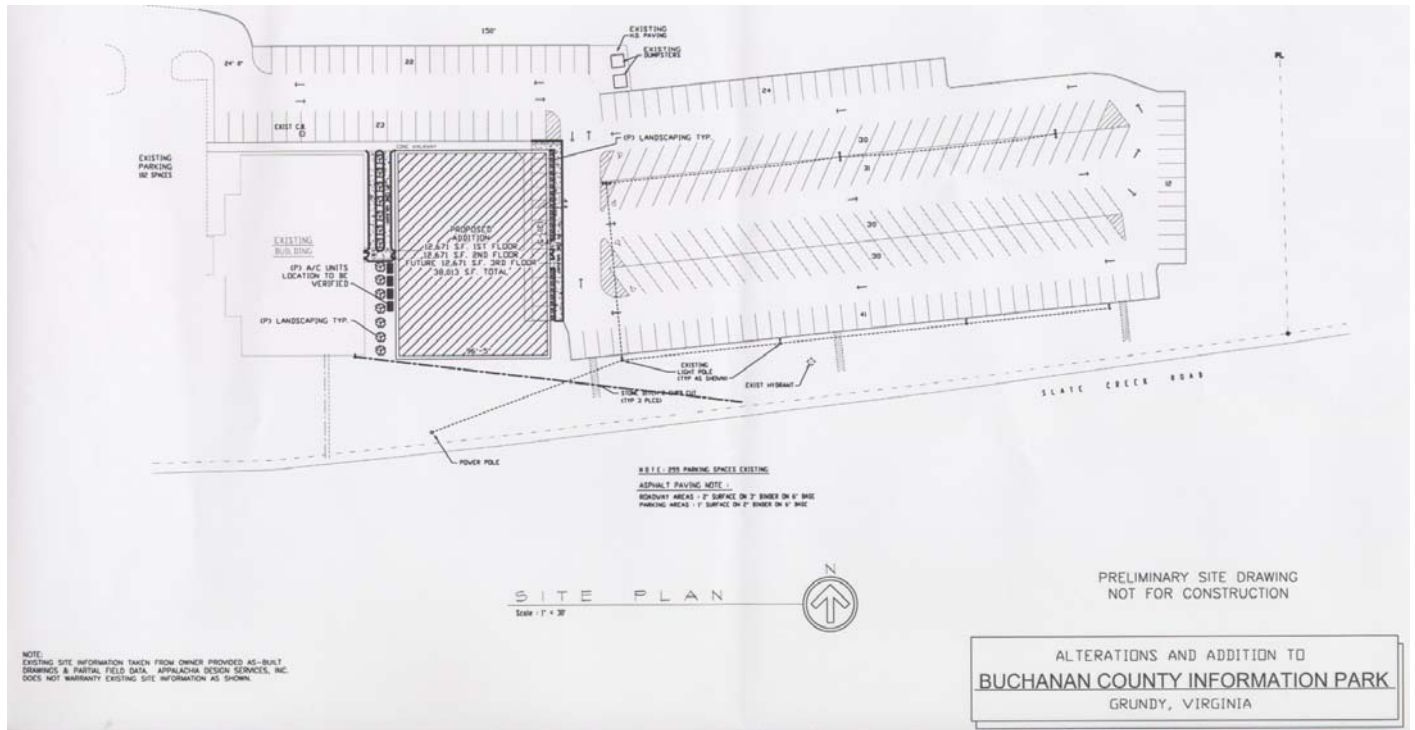 150'
EXISTING
H.D. PAVING
EXISTING
DUMPSTERS
24' 0"
22
PL
24
23
EXIST C.B.
CONC WALKWAY
(P) LANDSCAPING TYP.
30
31
12
EXISTING
PARKING
182 SPACES
EXISTING
BUILDING
PROPOSED
ADDITION
12,671 S.F. 1ST FLOOR
12,671 S.F. 2ND FLOOR
FUTURE 12,671 S.F. 3RD FLOOR
38,013 S.F. TOTAL
(P) A/C UNITS
LOCATION TO BE
VERIFIED
30
30
(P) LANDSCAPING TYP.
41
96'-5"
EXISTING
LIGHT POLE
(TYP AS SHOWN)
EXIST HYDRANT
(TYP 3 PLCS)
SLATE CREEK ROAD
POWER POLE
NOTE: 255 PARKING SPACES EXISTING
ASPHALT PAVING NOTE :
ROADWAY AREAS - 2" SURFACE ON 3" BINDER ON 6" BASE
PARKING AREAS - 1" SURFACE ON 2" BINDER ON 6" BASE
N
SITE PLAN
Scale : 1" = 30'
PRELIMINARY SITE DRAWING
NOT FOR CONSTRUCTION
NOTE:
EXISTING SITE INFORMATION TAKEN FROM OWNER PROVIDED AS-BUILT
DRAWINGS & PARTIAL FIELD DATA. APPALACHIA DESIGN SERVICES, INC.
DOES NOT WARRANTY EXISTING SITE INFORMATION AS SHOWN.
ALTERATIONS AND ADDITION TO
BUCHANAN COUNTY INFORMATION PARK
GRUNDY, VIRGINIA